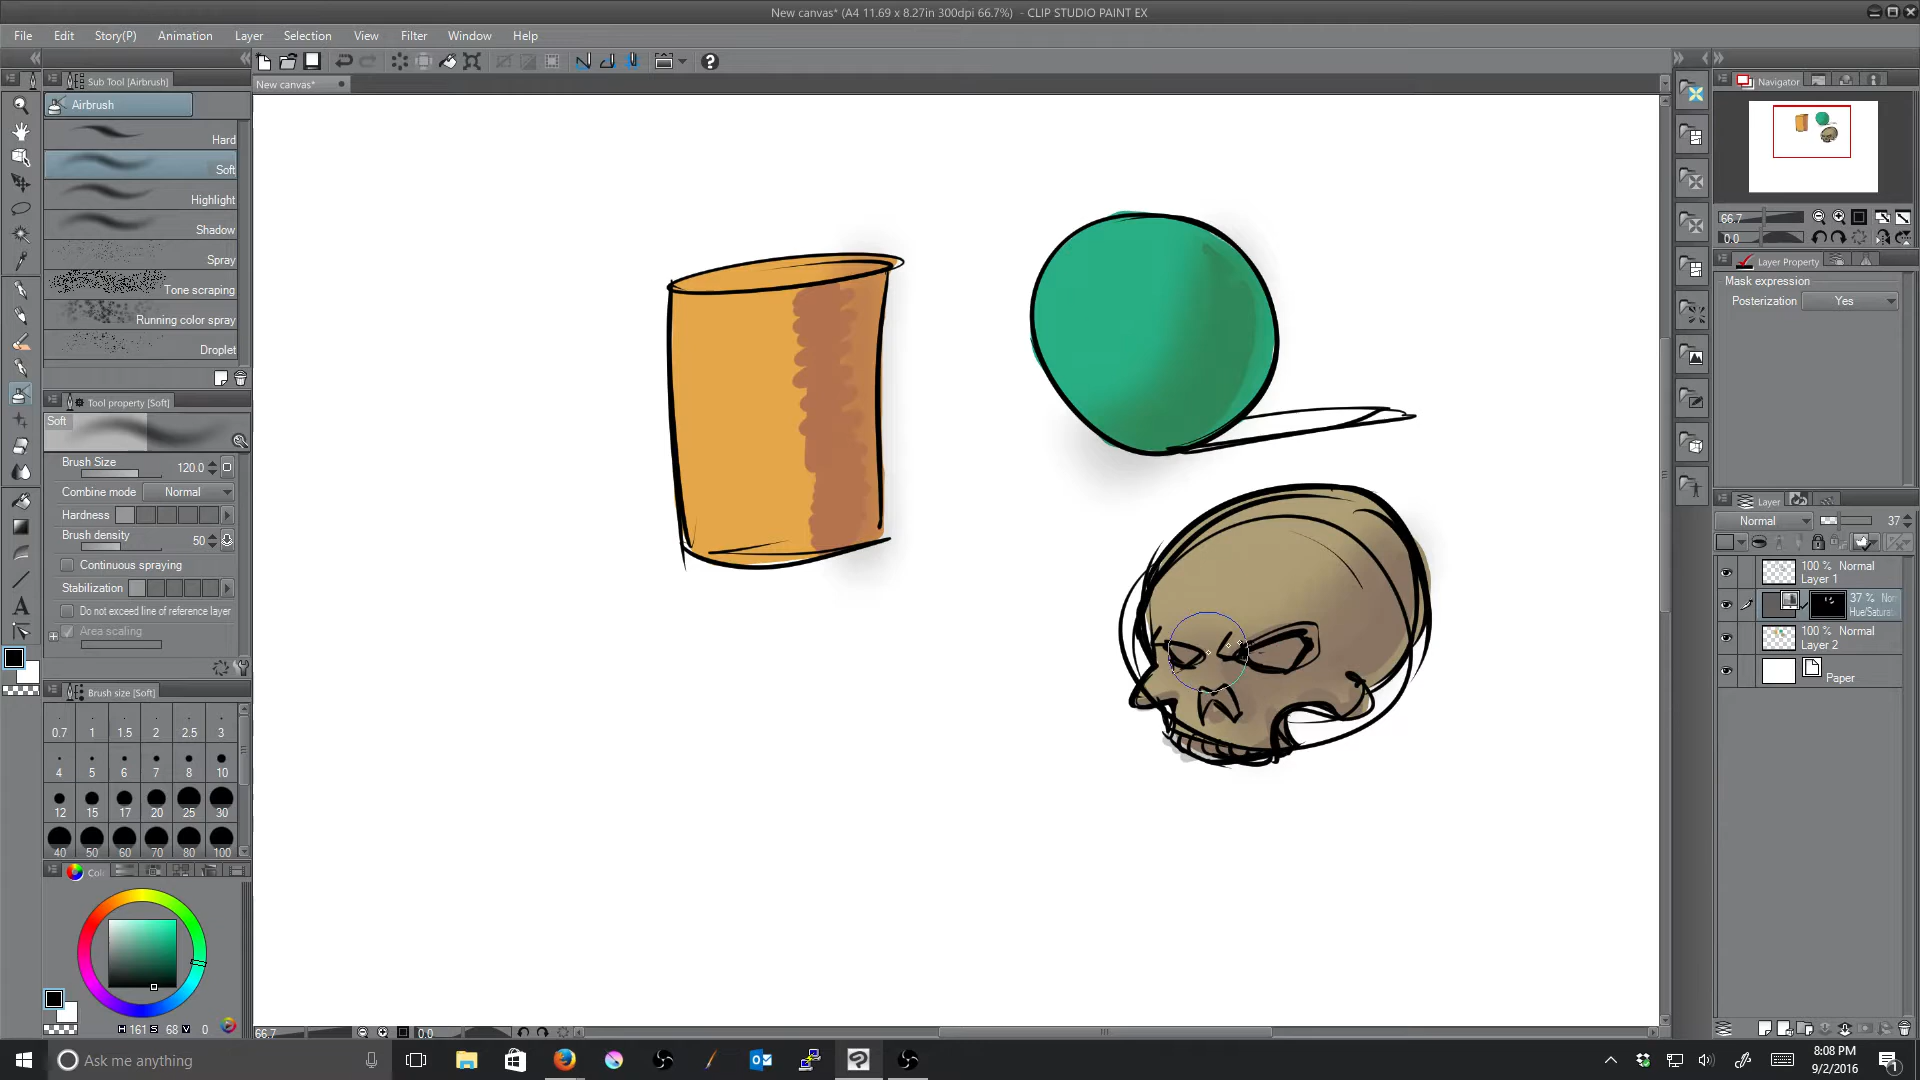 New canvas* (A4 11.69 x 8.27in 300dpi 66.7%) - CLIP STUDIO PAINT EX
File Edit Story(P) Animation Layer Selection View Filter Window Help
Sub Tool [Airbrush]
New canvas*
Navigator
Airbrush
Hard
Soft
Highlight
Shadow
Spray
Tone scraping
Running color spray
Droplet
66.7
0.0
Layer Property
Mask expression
Posterization Yes
Tool property [Soft]
Soft
Brush Size 120.0
Combine mode Normal
Hardness
Brush density 50
Continuous spraying
Stabilization
Do not exceed line of reference layer
Area scaling
Layer
Normal 37
100 % Normal
Layer 1
37 % Nor
Hue/Satura
100 % Normal
Layer 2
Paper
Brush size [Soft]
0.7 1 1.5 2 2.5 3
4 5 6 7 8 10
12 15 17 20 25 30
40 50 60 70 80 100
Colo
H 161 S 68 V 0
66.7 0.0
Ask me anything
8:08 PM
9/2/2016
1